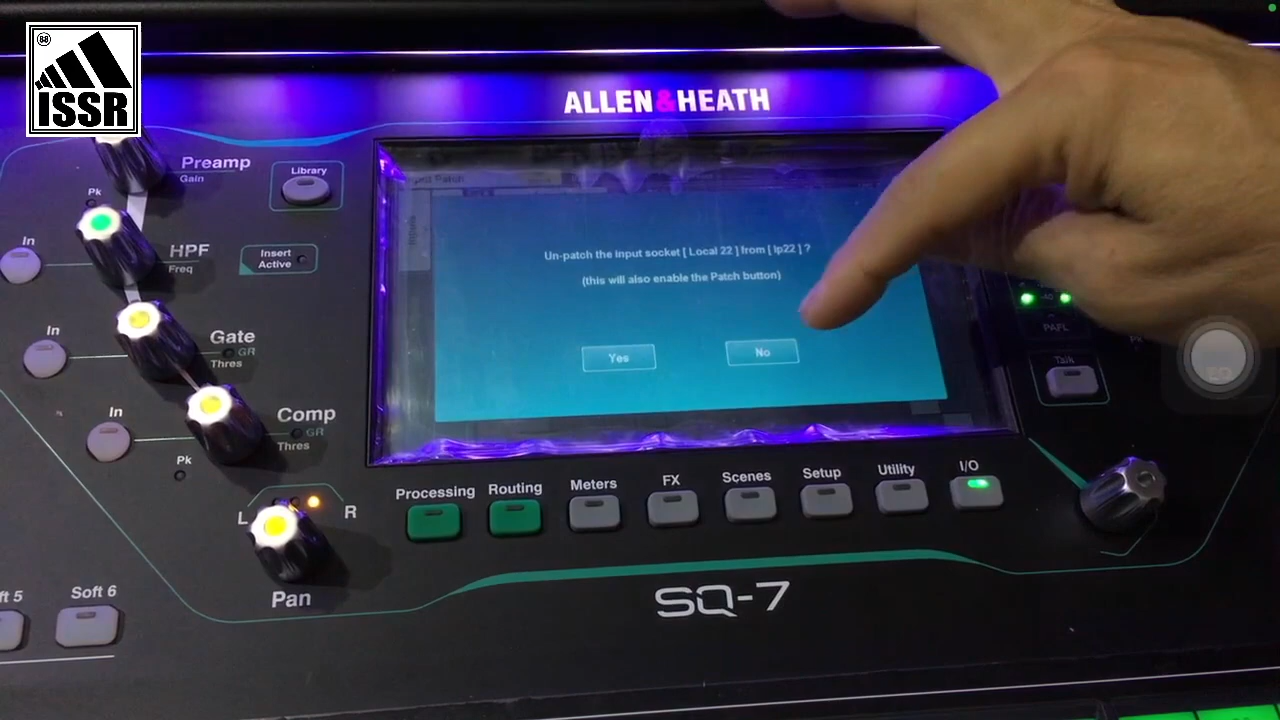 88
ISSR
ALLEN&HEATH
Preamp
Gain
Library
Pk
In
HPF
Freq
Insert
Active
Un-patch the input socket [ Local 22 ] from [ Ip22 ] ?
(this will also enable the Patch button)
Yes
No
In
Gate
GR
Thres
-40
PAFL
Talk
In
Comp
GR
Thres
Pk
L
R
Pan
Processing
Routing
Meters
FX
Scenes
Setup
Utility
I/O
SQ-7
Soft 6